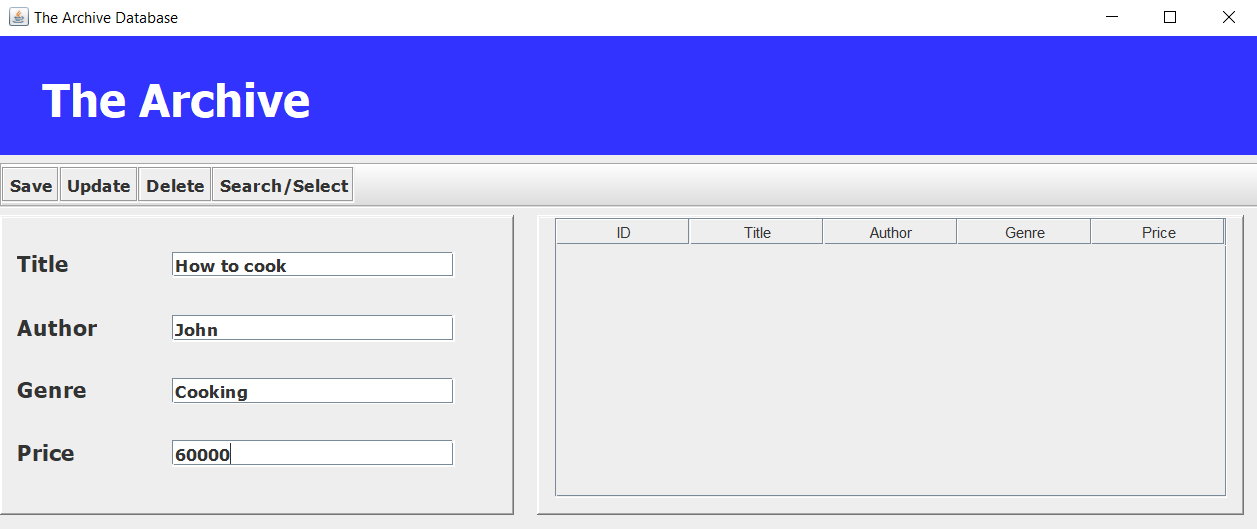 The Archive Database
The Archive
Save Update Delete Search/Select
Title How to cook
Author John
Genre Cooking
Price 60000
ID Title Author Genre Price